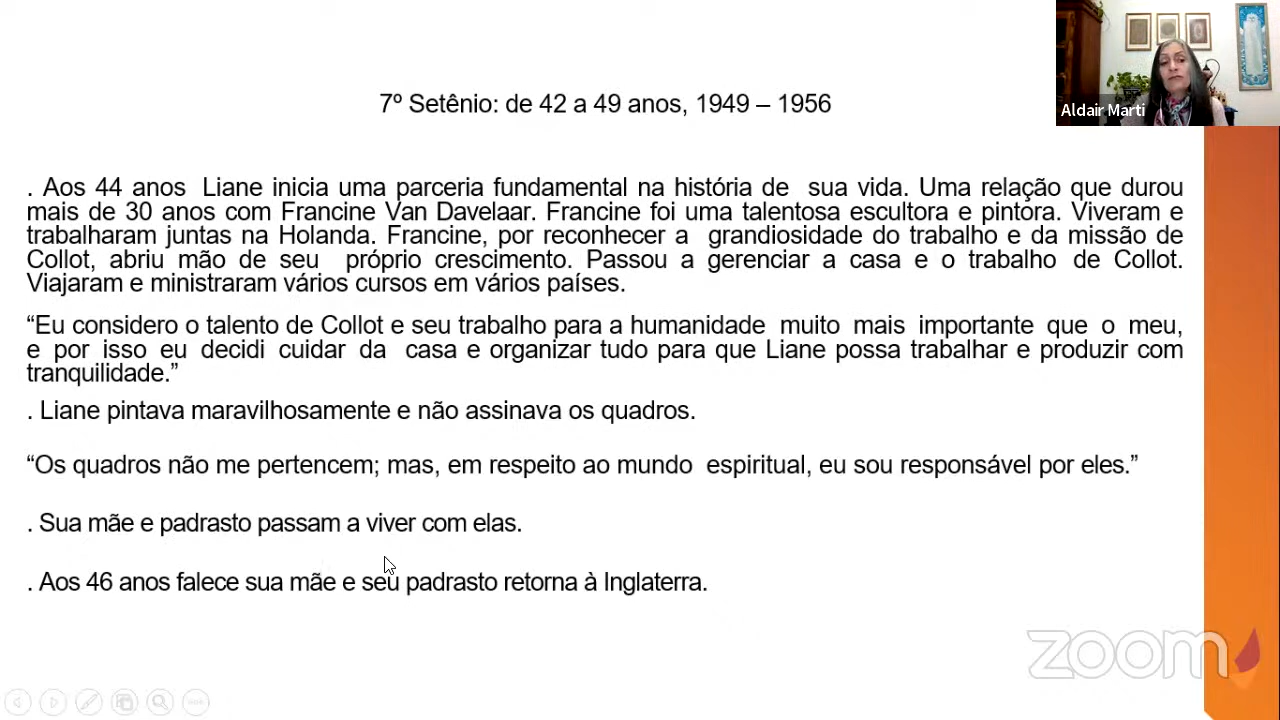 7º Setênio: de 42 a 49 anos, 1949 – 1956
Aldair Marti
. Aos 44 anos Liane inicia uma parceria fundamental na história de sua vida. Uma relação que durou
mais de 30 anos com Francine Van Davelaar. Francine foi uma talentosa escultora e pintora. Viveram e
trabalharam juntas na Holanda. Francine, por reconhecer a grandiosidade do trabalho e da missão de
Collot, abriu mão de seu próprio crescimento. Passou a gerenciar a casa e o trabalho de Collot.
Viajaram e ministraram vários cursos em vários países.
“Eu considero o talento de Collot e seu trabalho para a humanidade muito mais importante que o meu,
e por isso eu decidi cuidar da casa e organizar tudo para que Liane possa trabalhar e produzir com
tranquilidade.”
. Liane pintava maravilhosamente e não assinava os quadros.
“Os quadros não me pertencem; mas, em respeito ao mundo espiritual, eu sou responsável por eles.”
. Sua mãe e padrasto passam a viver com elas.
. Aos 46 anos falece sua mãe e seu padrasto retorna à Inglaterra.
zoom